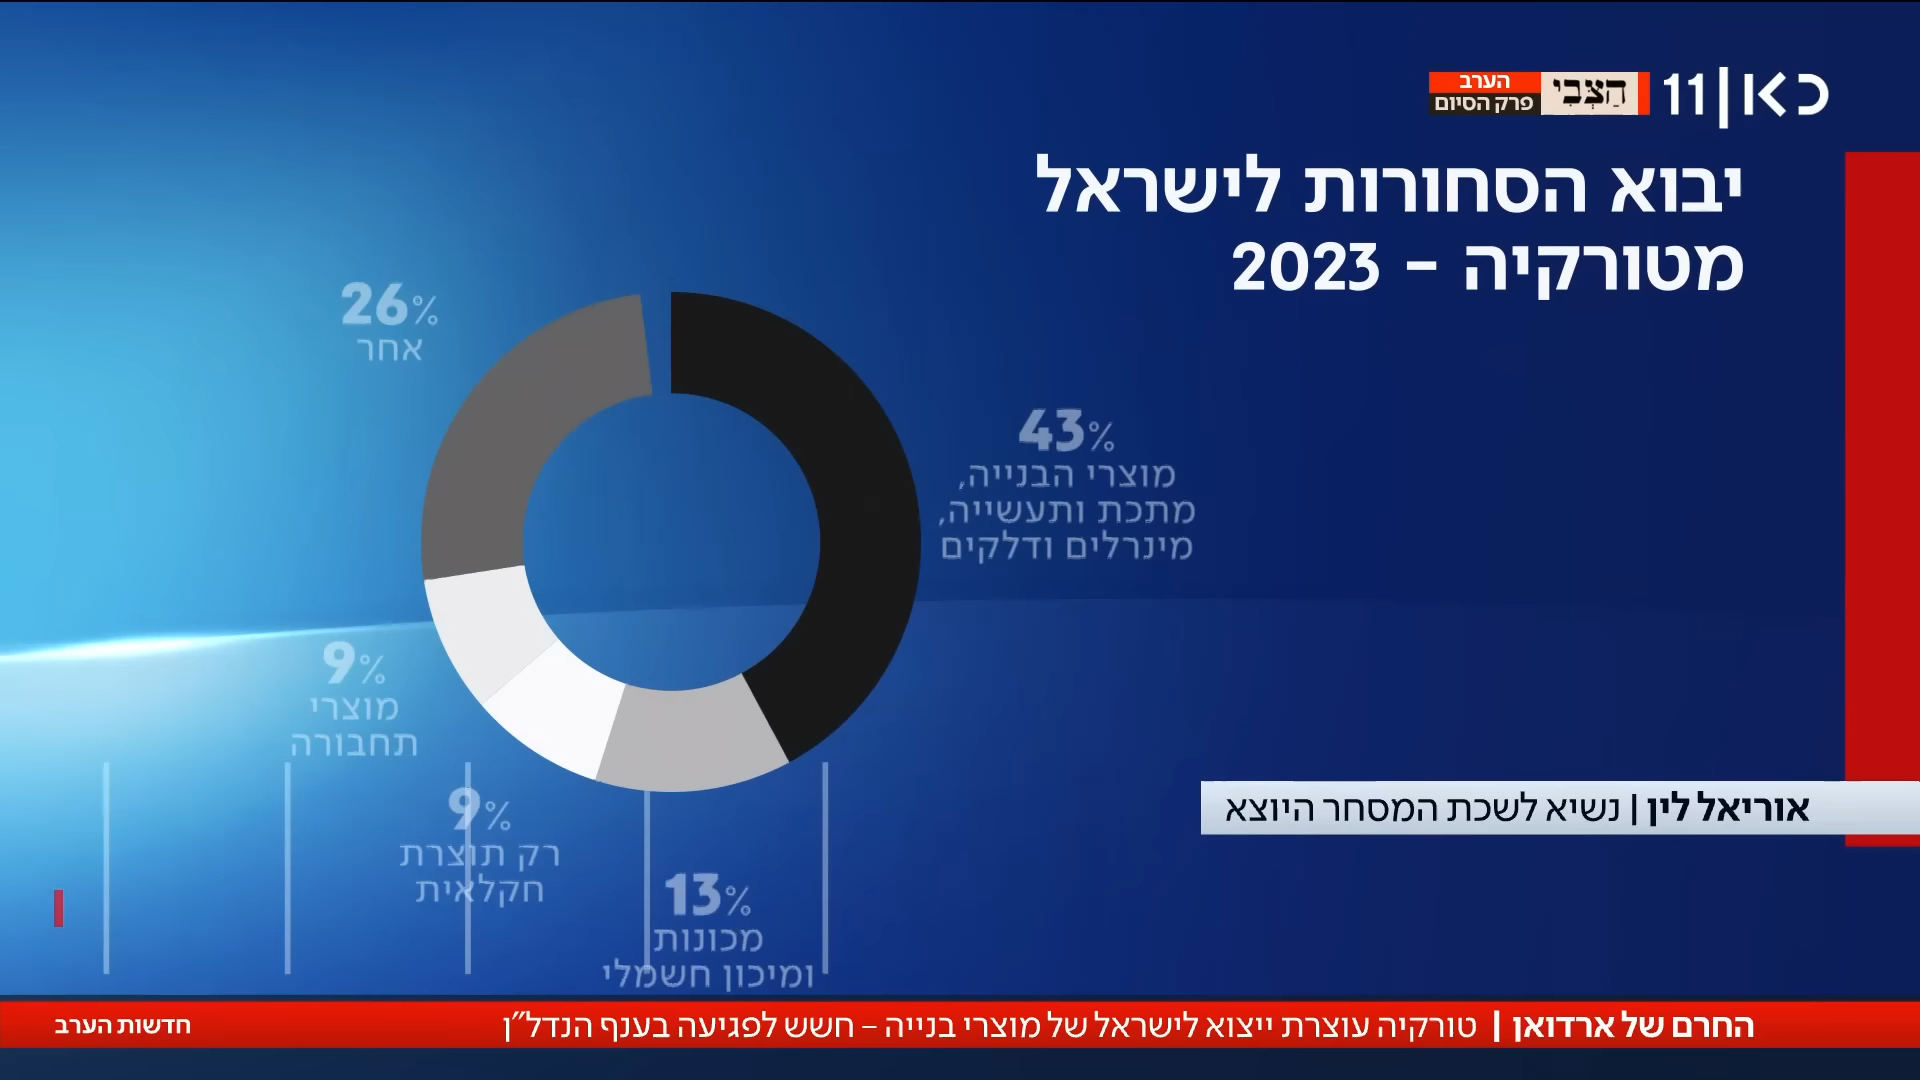 כאן 11
הַצְּבִי
הערב
פרק הסיום
יבוא הסחורות לישראל
מטורקיה - 2023
26%
אחר
43%
מוצרי הבנייה,
מתכת ותעשייה,
מינרלים ודלקים
9%
מוצרי
תחבורה
9%
רק תוצרת
חקלאית
13%
מכונות
ומיכון חשמלי
אוריאל לין | נשיא לשכת המסחר היוצא
החרם של ארדואן | טורקיה עוצרת ייצוא לישראל של מוצרי בנייה – חשש לפגיעה בענף הנדל"ן
חדשות הערב